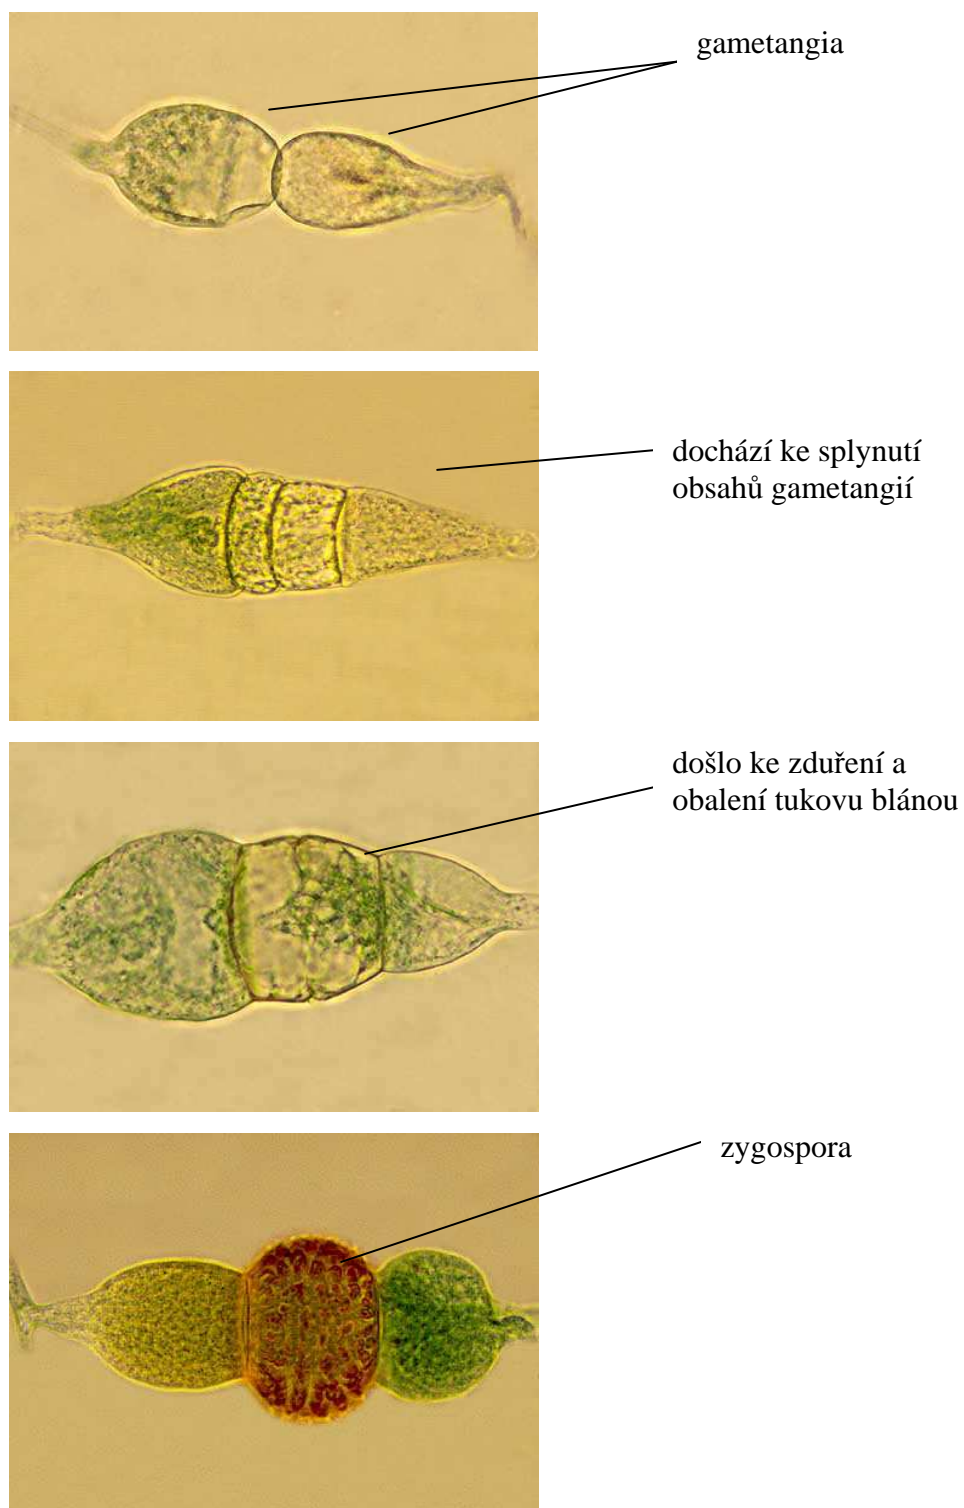 gametangia
dochází ke splynutí
obsahů gametangií
došlo ke zduření a
obalení tukovu blánou
zygospora